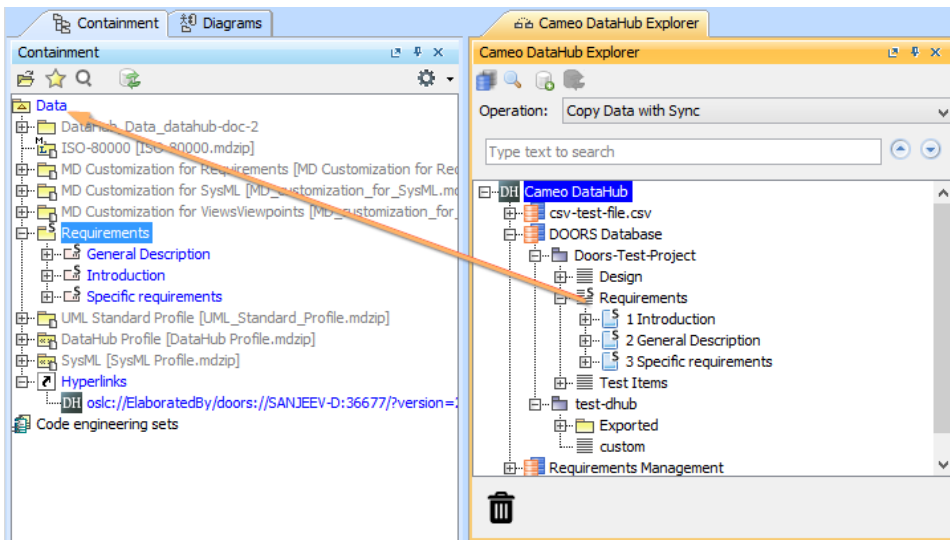 Containment
Diagrams
Containment
Data
DataHub_Data_datahub-doc-2
ISO-80000 [ISO-80000.mdzip]
MD Customization for Requirements [MD Customization for Rec
MD Customization for SysML [MD_customization_for_SysML.m
MD Customization for ViewsViewpoints [MD_customization_for_
Requirements
General Description
Introduction
Specific requirements
UML Standard Profile [UML_Standard_Profile.mdzip]
DataHub Profile [DataHub Profile.mdzip]
SysML [SysML Profile.mdzip]
Hyperlinks
DH oslc://ElaboratedBy/doors://SANJEEV-D:36677/?version=2
Code engineering sets
Cameo DataHub Explorer
Cameo DataHub Explorer
Operation: Copy Data with Sync
Type text to search
DH Cameo DataHub
csv-test-file.csv
DOORS Database
Doors-Test-Project
Design
S Requirements
S 1 Introduction
S 2 General Description
S 3 Specific requirements
Test Items
test-dhub
Exported
custom
Requirements Management